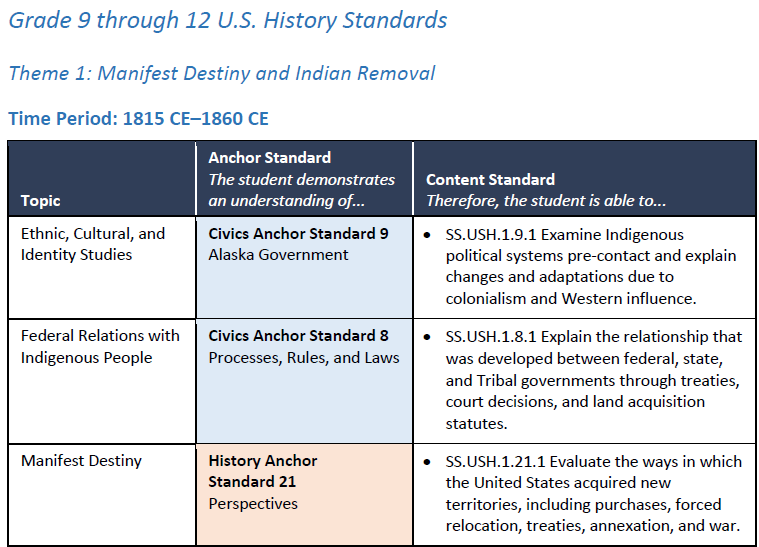 Grade 9 through 12 U.S. History Standards
Theme 1: Manifest Destiny and Indian Removal
Time Period: 1815 CE–1860 CE
Topic
Anchor Standard
The student demonstrates
an understanding of...
Content Standard
Therefore, the student is able to...
Ethnic, Cultural, and
Identity Studies
Civics Anchor Standard 9
Alaska Government
• SS.USH.1.9.1 Examine Indigenous
political systems pre-contact and explain
changes and adaptations due to
colonialism and Western influence.
Federal Relations with
Indigenous People
Civics Anchor Standard 8
Processes, Rules, and Laws
• SS.USH.1.8.1 Explain the relationship that
was developed between federal, state,
and Tribal governments through treaties,
court decisions, and land acquisition
statutes.
Manifest Destiny
History Anchor
Standard 21
Perspectives
• SS.USH.1.21.1 Evaluate the ways in which
the United States acquired new
territories, including purchases, forced
relocation, treaties, annexation, and war.